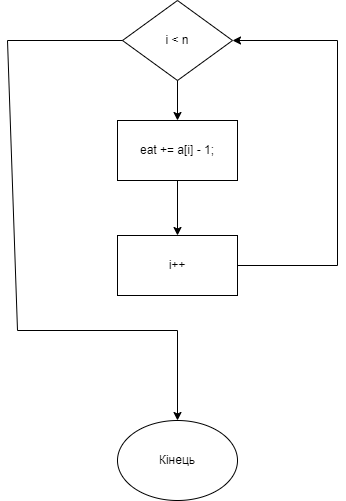 i < n
eat += a[i] - 1;
i++
Кінець